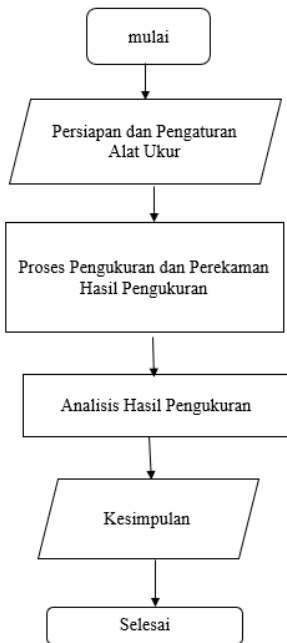 mulai
Persiapan dan Pengaturan
Alat Ukur
Proses Pengukuran dan Perekaman
Hasil Pengukuran
Analisis Hasil Pengukuran
Kesimpulan
Selesai